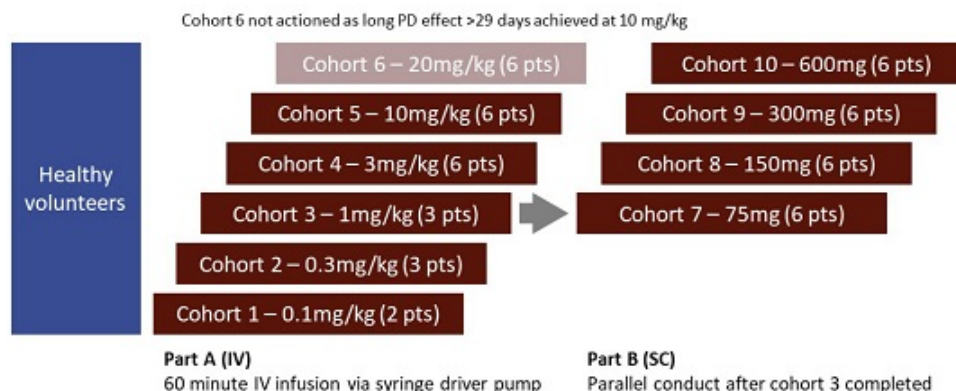 Cohort 6 not actioned as long PD effect >29 days achieved at 10 mg/kg
Healthy
volunteers
Cohort 6 – 20mg/kg (6 pts)
Cohort 5 – 10mg/kg (6 pts)
Cohort 4 – 3mg/kg (6 pts)
Cohort 3 – 1mg/kg (3 pts)
Cohort 2 – 0.3mg/kg (3 pts)
Cohort 1 – 0.1mg/kg (2 pts)
Part A (IV)
60 minute IV infusion via syringe driver pump
Cohort 10 – 600mg (6 pts)
Cohort 9 – 300mg (6 pts)
Cohort 8 – 150mg (6 pts)
Cohort 7 – 75mg (6 pts)
Part B (SC)
Parallel conduct after cohort 3 completed